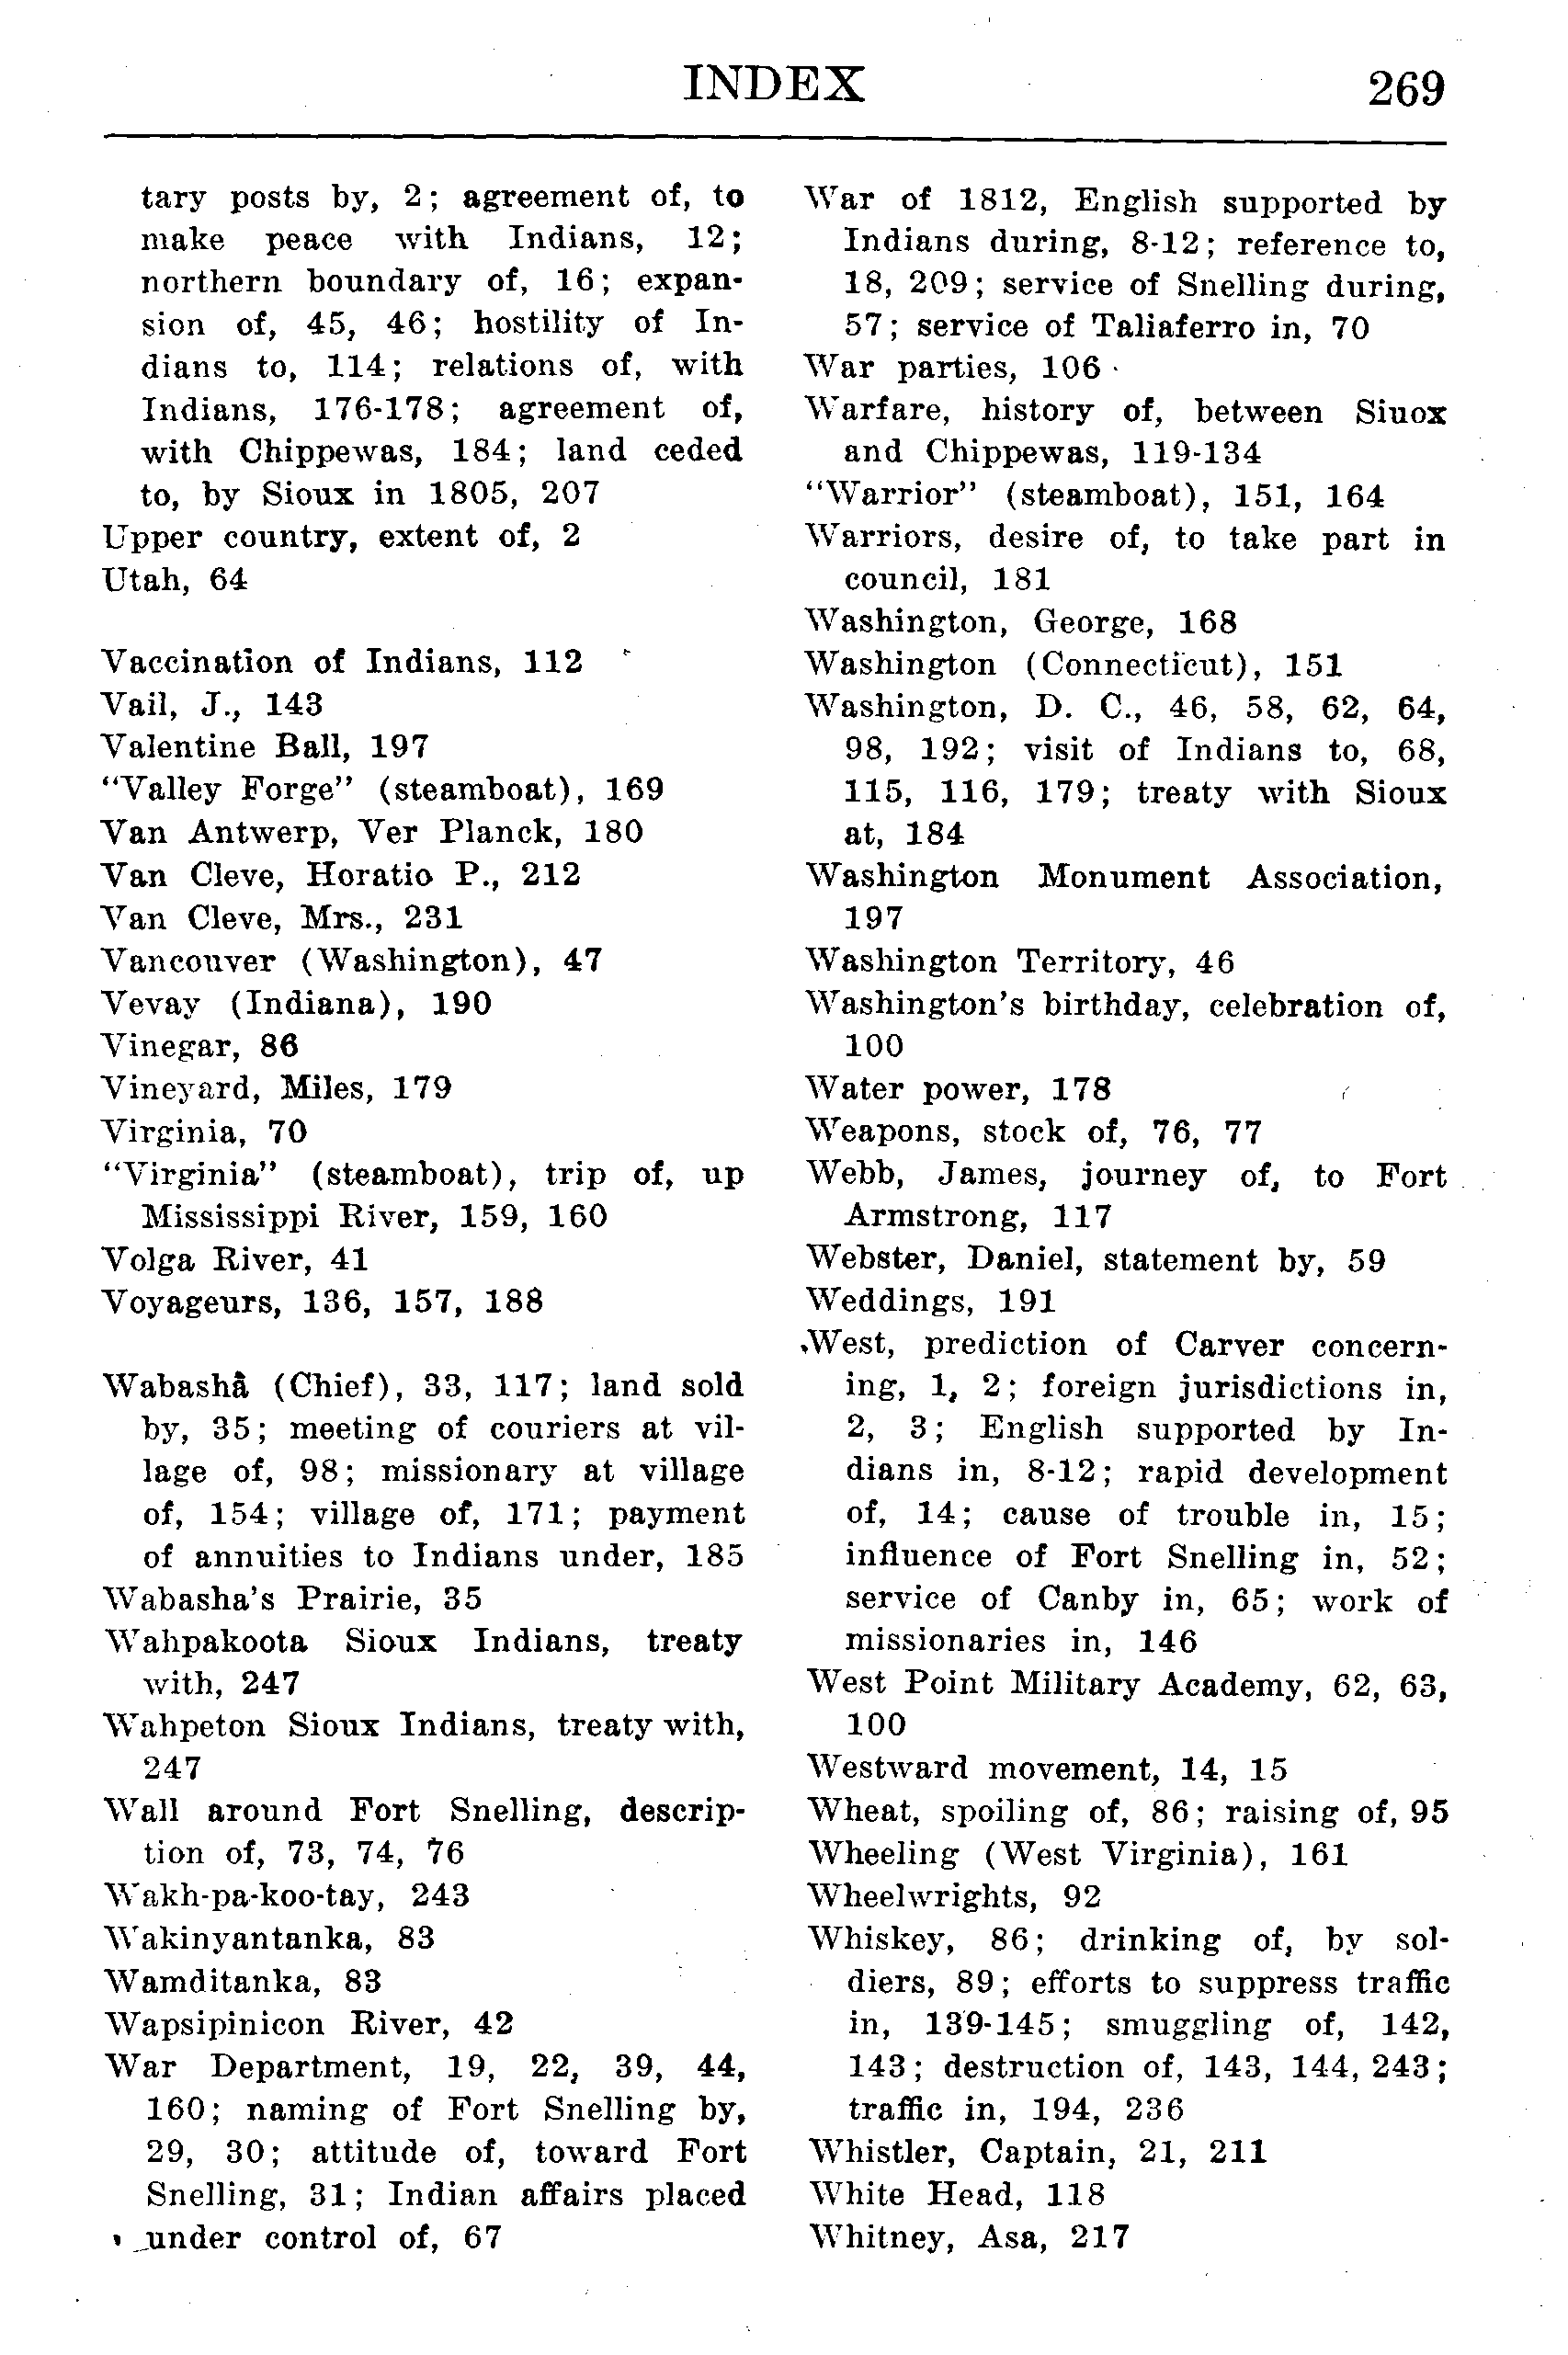 INDEX 269
tary posts by, 2; agreement of, to
make peace with Indians, 12;
northern boundary of, 16; expan-
sion of, 45, 46; hostility of In-
dians to, 114; relations of, with
Indians, 176-178; agreement of,
with Chippewas, 184; land ceded
to, by Sioux in 1805, 207
Upper country, extent of, 2
Utah, 64
Vaccination of Indians, 112
Vail, J., 143
Valentine Ball, 197
"Valley Forge" (steamboat), 169
Van Antwerp, Ver Planck, 180
Van Cleve, Horatio P., 212
Van Cleve, Mrs., 231
Vancouver (Washington), 47
Vevay (Indiana), 190
Vinegar, 86
Vineyard, Miles, 179
Virginia, 70
"Virginia" (steamboat), trip of, up
Mississippi River, 159, 160
Volga River, 41
Voyageurs, 136, 157, 188
Wabasha (Chief), 33, 117; land sold
by, 35; meeting of couriers at vil-
lage of, 98; missionary at village
of, 154; village of, 171; payment
of annuities to Indians under, 185
Wabasha's Prairie, 35
Wahpakoota Sioux Indians, treaty
with, 247
Wahpeton Sioux Indians, treaty with,
247
Wall around Fort Snelling, descrip-
tion of, 73, 74, 76
Wakh-pa-koo-tay, 243
Wakinyantanka, 83
Wamditanka, 83
Wapsipinicon River, 42
War Department, 19, 22, 39, 44,
160; naming of Fort Snelling by,
29, 30; attitude of, toward Fort
Snelling, 31; Indian affairs placed
under control of, 67
War of 1812, English supported by
Indians during, 8-12; reference to,
18, 209; service of Snelling during,
57; service of Taliaferro in, 70
War parties, 106
Warfare, history of, between Siuox
and Chippewas, 119-134
"Warrior" (steamboat), 151, 164
Warriors, desire of, to take part in
council, 181
Washington, George, 168
Washington (Connecticut), 151
Washington, D. C., 46, 58, 62, 64,
98, 192; visit of Indians to, 68,
115, 116, 179; treaty with Sioux
at, 184
Washington Monument Association,
197
Washington Territory, 46
Washington's birthday, celebration of,
100
Water power, 178
Weapons, stock of, 76, 77
Webb, James, journey of, to Fort
Armstrong, 117
Webster, Daniel, statement by, 59
Weddings, 191
West, prediction of Carver concern-
ing, 1, 2; foreign jurisdictions in,
2, 3; English supported by In-
dians in, 8-12; rapid development
of, 14; cause of trouble in, 15;
influence of Fort Snelling in, 52;
service of Canby in, 65; work of
missionaries in, 146
West Point Military Academy, 62, 63,
100
Westward movement, 14, 15
Wheat, spoiling of, 86; raising of, 95
Wheeling (West Virginia), 161
Wheelwrights, 92
Whiskey, 86; drinking of, by sol-
diers, 89; efforts to suppress traffic
in, 139-145; smuggling of, 142,
143; destruction of, 143, 144, 243;
traffic in, 194, 236
Whistler, Captain, 21, 211
White Head, 118
Whitney, Asa, 217